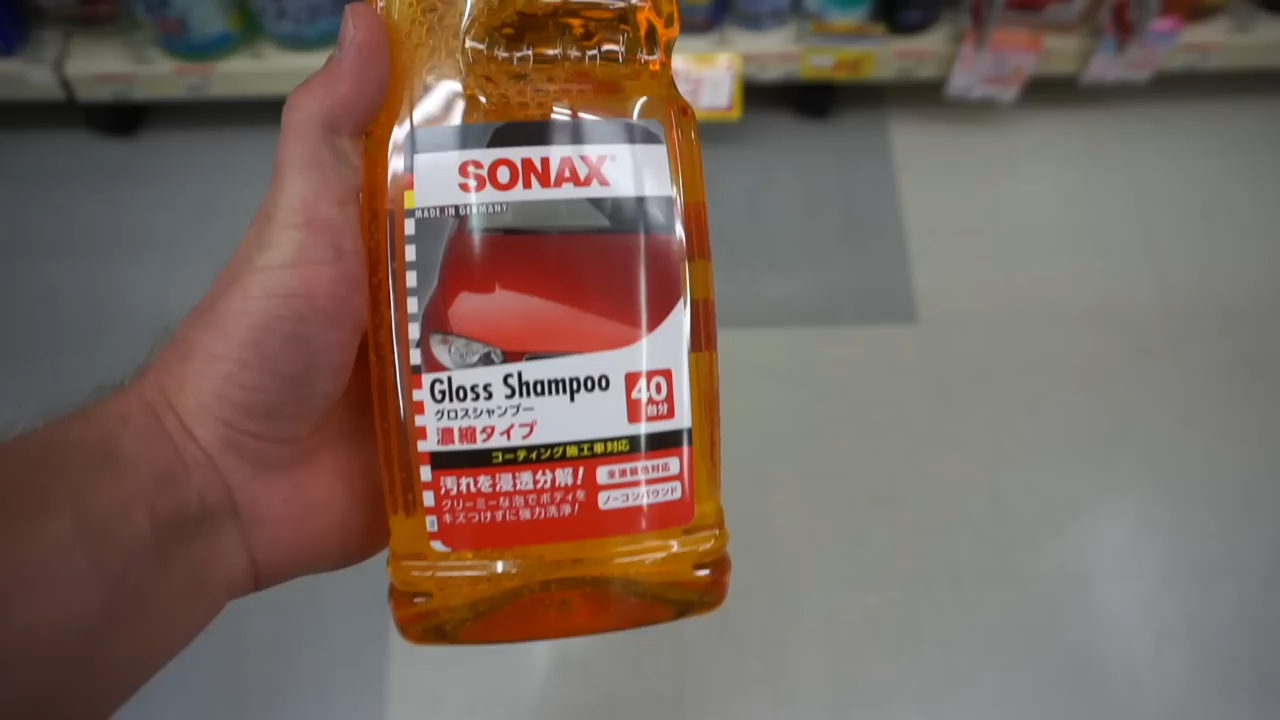 SONAX
MADE IN GERMANY
Gloss Shampoo
グロスシャンプー
濃縮タイプ
40
台分
コーティング施工車対応
汚れを浸透分解!
クリーミーな泡でボディを
キズつけずに強力洗浄!
全塗装色対応
ノーコンパウンド